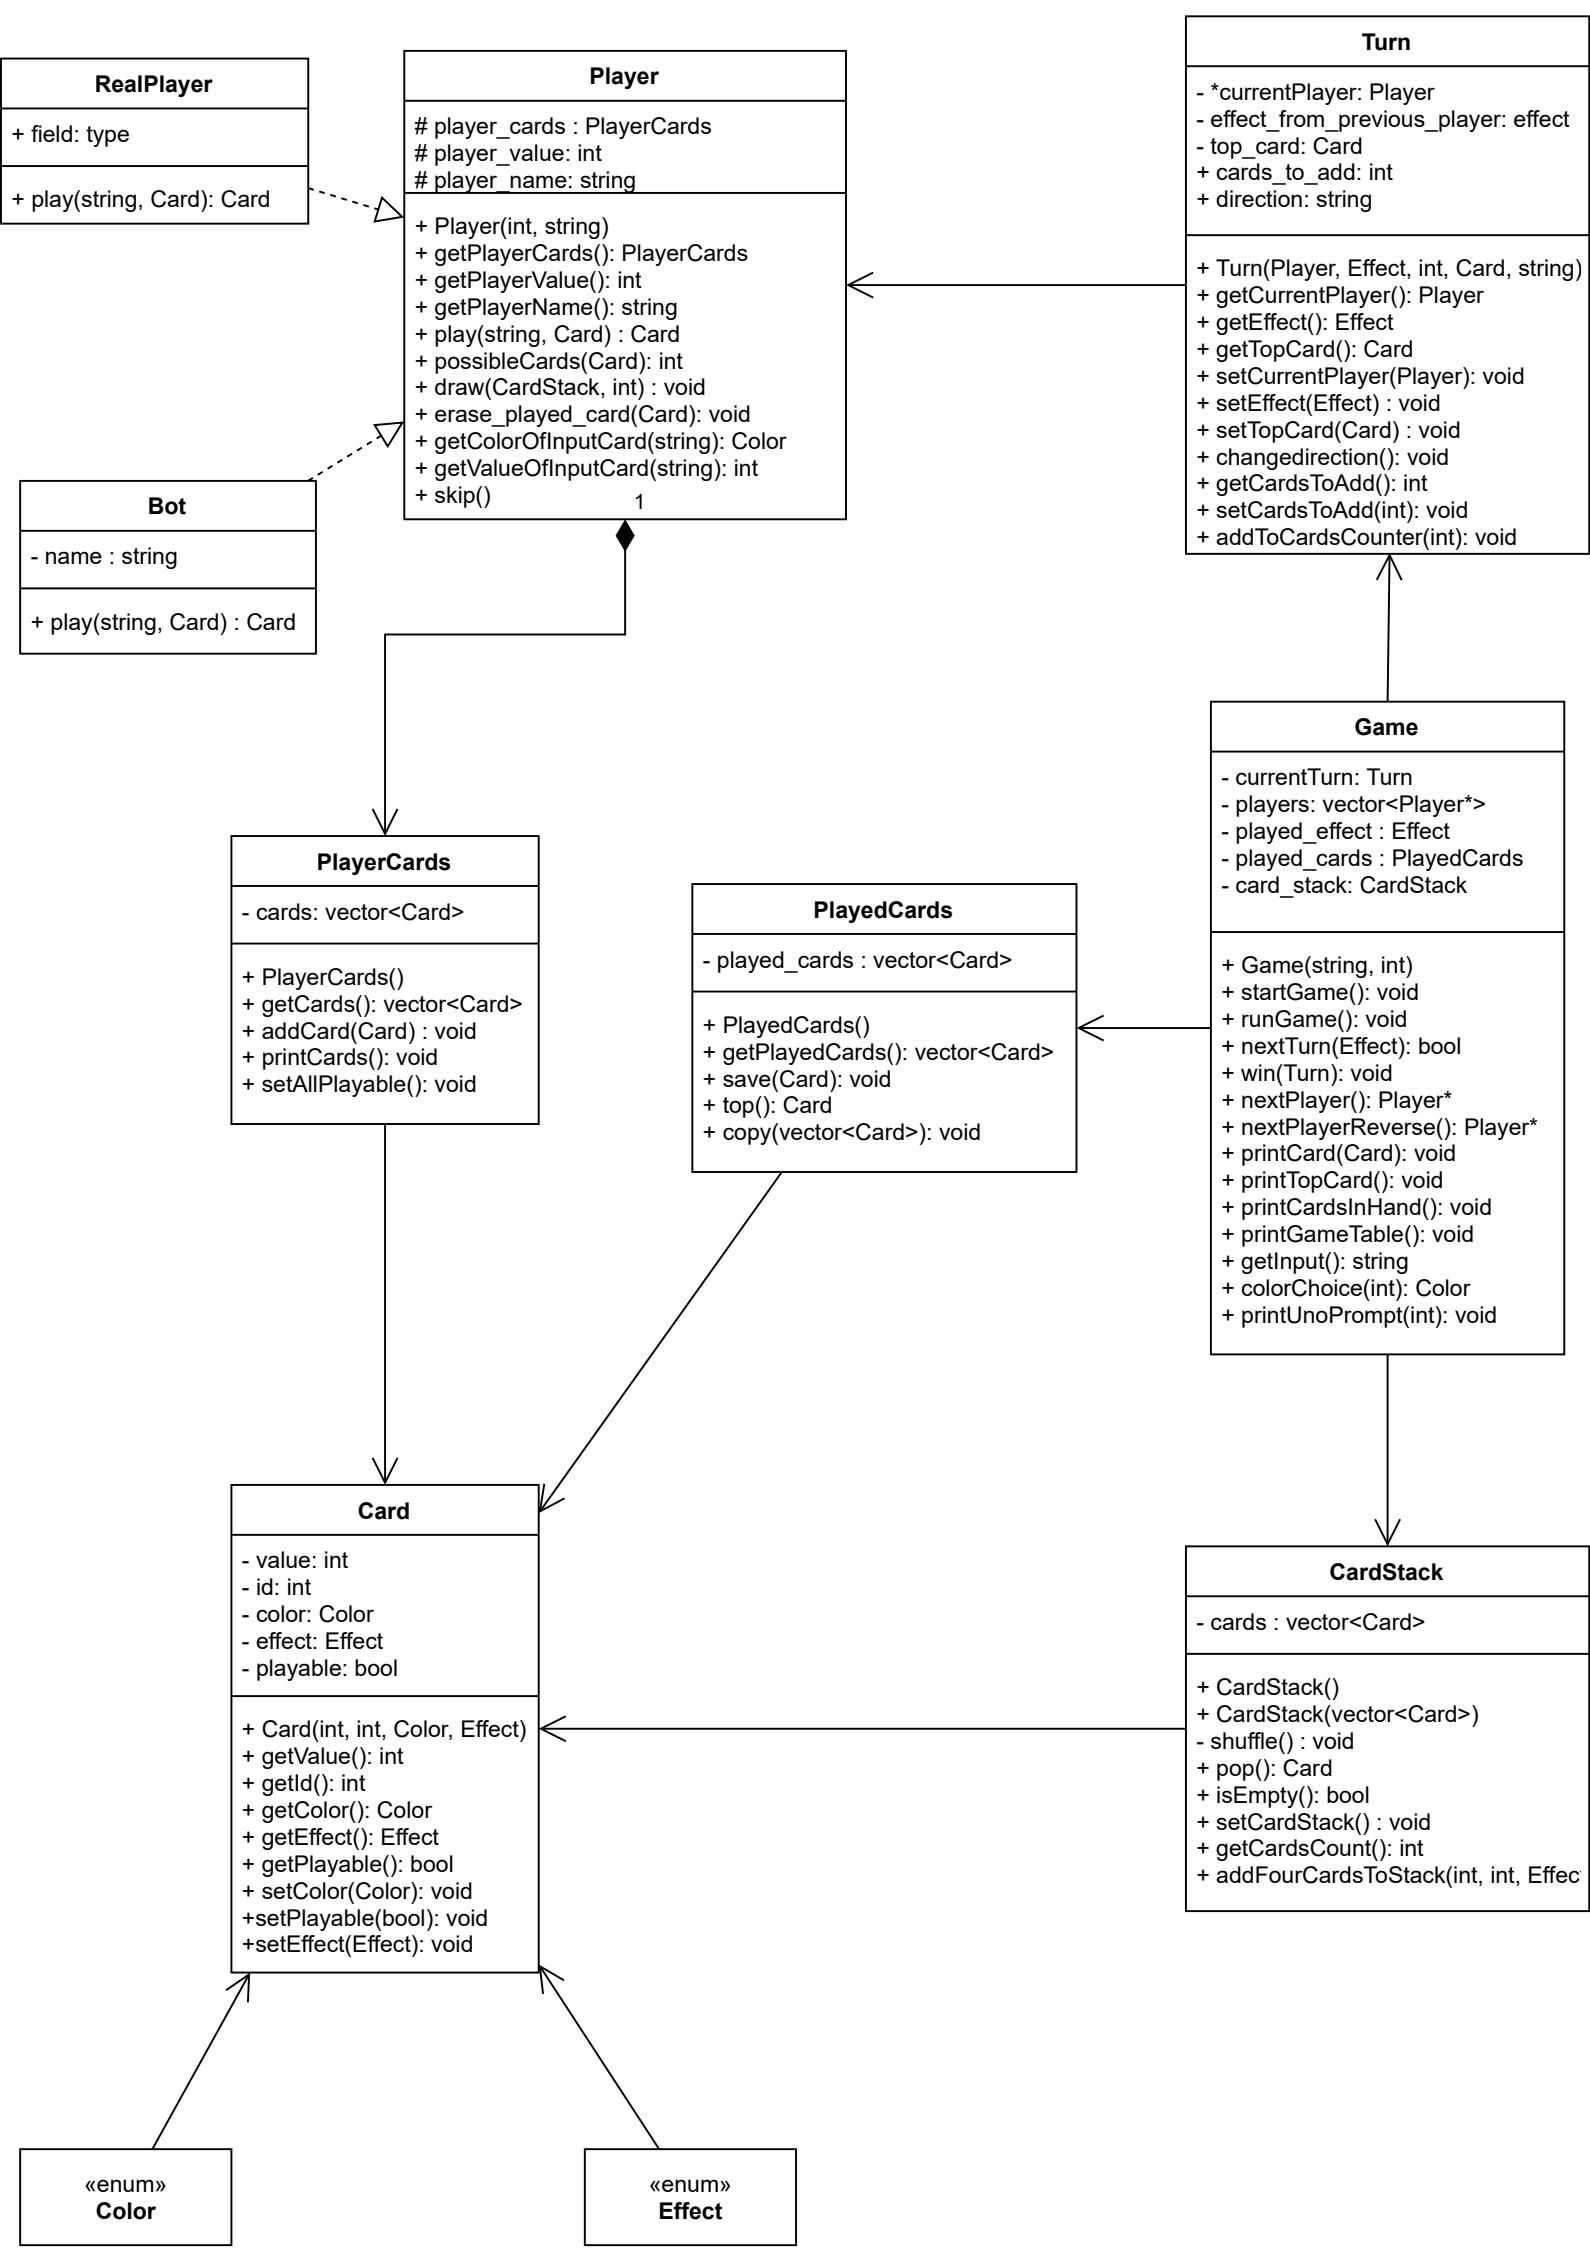 RealPlayer
+ field: type
+ play(string, Card): Card
Player
# player_cards : PlayerCards
# player_value: int
# player_name: string
+ Player(int, string)
+ getPlayerCards(): PlayerCards
+ getPlayerValue(): int
+ getPlayerName(): string
+ play(string, Card) : Card
+ possibleCards(Card): int
+ draw(CardStack, int) : void
+ erase_played_card(Card): void
+ getColorOfInputCard(string): Color
+ getValueOfInputCard(string): int
+ skip()
1
Turn
- *currentPlayer: Player
- effect_from_previous_player: effect
- top_card: Card
+ cards_to_add: int
+ direction: string
+ Turn(Player, Effect, int, Card, string)
+ getCurrentPlayer(): Player
+ getEffect(): Effect
+ getTopCard(): Card
+ setCurrentPlayer(Player): void
+ setEffect(Effect) : void
+ setTopCard(Card) : void
+ changedirection(): void
+ getCardsToAdd(): int
+ setCardsToAdd(int): void
+ addToCardsCounter(int): void
Bot
- name : string
+ play(string, Card) : Card
Game
- currentTurn: Turn
- players: vector<Player*>
- played_effect : Effect
- played_cards : PlayedCards
- card_stack: CardStack
+ Game(string, int)
+ startGame(): void
+ runGame(): void
+ nextTurn(Effect): bool
+ win(Turn): void
+ nextPlayer(): Player*
+ nextPlayerReverse(): Player*
+ printCard(Card): void
+ printTopCard(): void
+ printCardsInHand(): void
+ printGameTable(): void
+ getInput(): string
+ colorChoice(int): Color
+ printUnoPrompt(int): void
PlayerCards
- cards: vector<Card>
+ PlayerCards()
+ getCards(): vector<Card>
+ addCard(Card) : void
+ printCards(): void
+ setAllPlayable(): void
PlayedCards
- played_cards : vector<Card>
+ PlayedCards()
+ getPlayedCards(): vector<Card>
+ save(Card): void
+ top(): Card
+ copy(vector<Card>): void
Card
- value: int
- id: int
- color: Color
- effect: Effect
- playable: bool
+ Card(int, int, Color, Effect)
+ getValue(): int
+ getId(): int
+ getColor(): Color
+ getEffect(): Effect
+ getPlayable(): bool
+ setColor(Color): void
+setPlayable(bool): void
+setEffect(Effect): void
CardStack
- cards : vector<Card>
+ CardStack()
+ CardStack(vector<Card>)
- shuffle() : void
+ pop(): Card
+ isEmpty(): bool
+ setCardStack() : void
+ getCardsCount(): int
+ addFourCardsToStack(int, int, Effec
«enum»
Color
«enum»
Effect